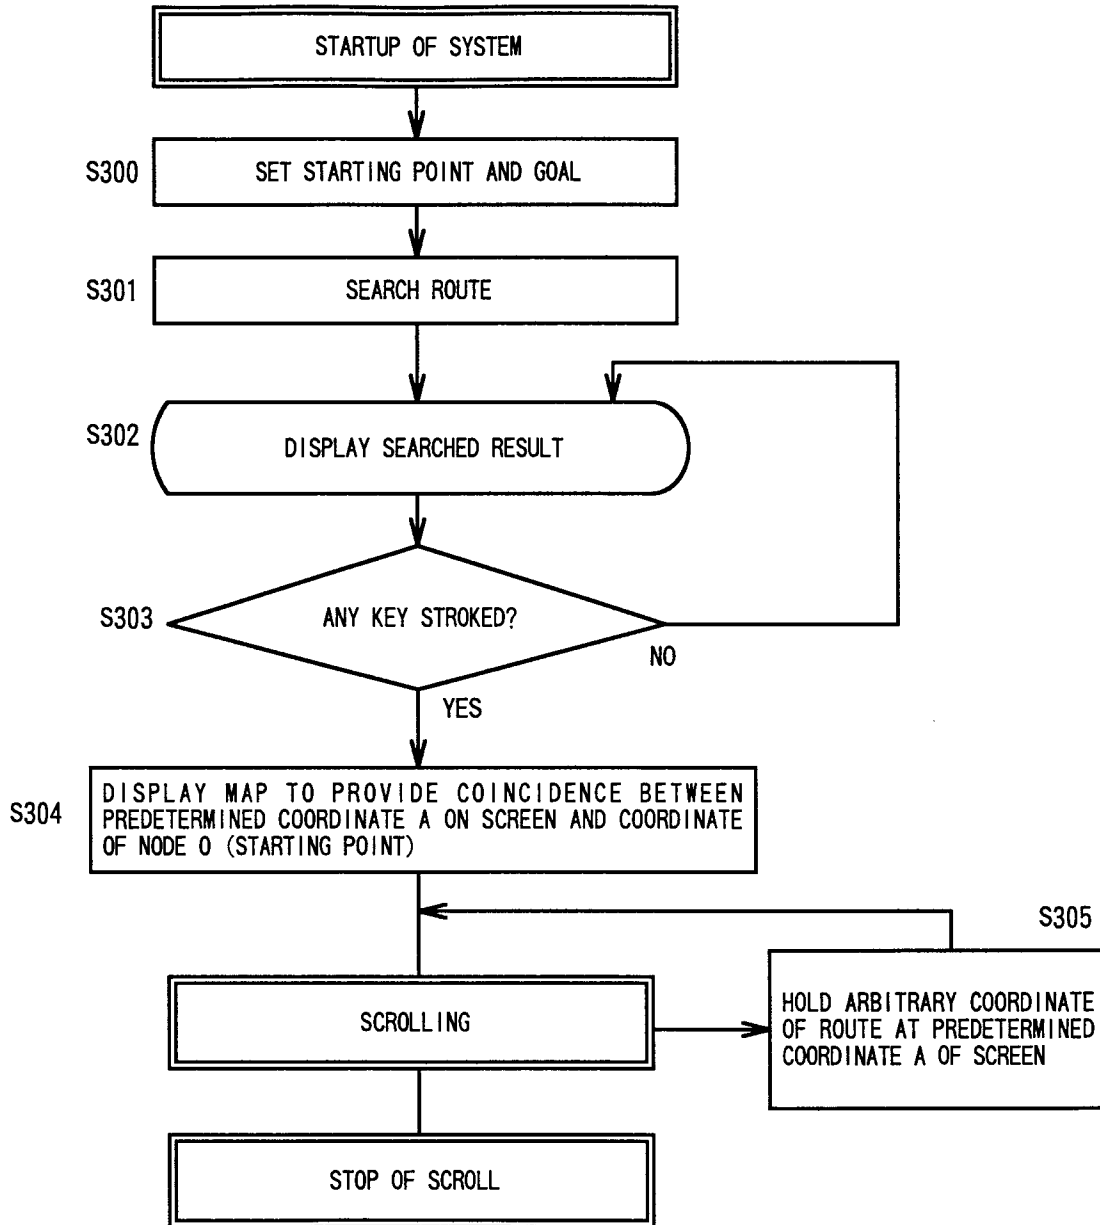 STARTUP OF SYSTEM
S300
SET STARTING POINT AND GOAL
S301
SEARCH ROUTE
S302
DISPLAY SEARCHED RESULT
S303
ANY KEY STROKED?
NO
YES
S304
DISPLAY MAP TO PROVIDE COINCIDENCE BETWEEN
PREDETERMINED COORDINATE A ON SCREEN AND COORDINATE
OF NODE 0 (STARTING POINT)
S305
HOLD ARBITRARY COORDINATE
OF ROUTE AT PREDETERMINED
COORDINATE A OF SCREEN
SCROLLING
STOP OF SCROLL